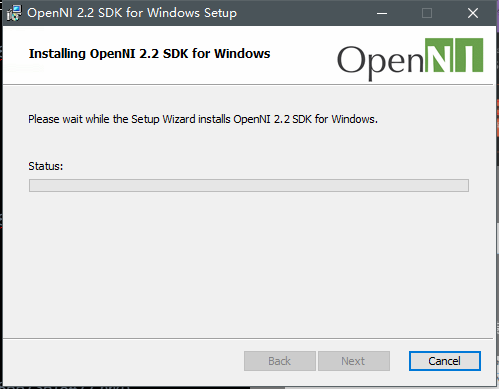 OpenNI 2.2 SDK for Windows Setup
Installing OpenNI 2.2 SDK for Windows
OpenNI
Please wait while the Setup Wizard installs OpenNI 2.2 SDK for Windows.
Status:
Back
Next
Cancel